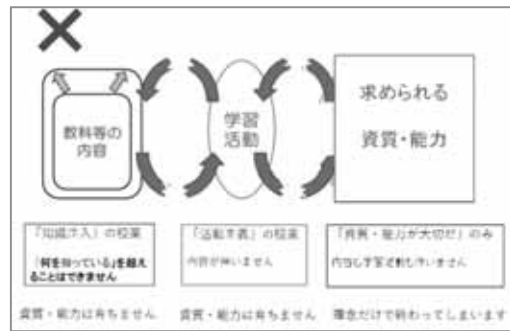 教科等の
内容
学習
活動
求められる
資質・能力
「知識注入」の授業
「何を知っている」を超え
ることはできません
「活動主義」の授業
内容が伴いません
「資質・能力が大切だ」のみ
内容も学習活動も伴いません
資質・能力は育ちません
資質・能力は育ちません
理念だけで終わってしまいます